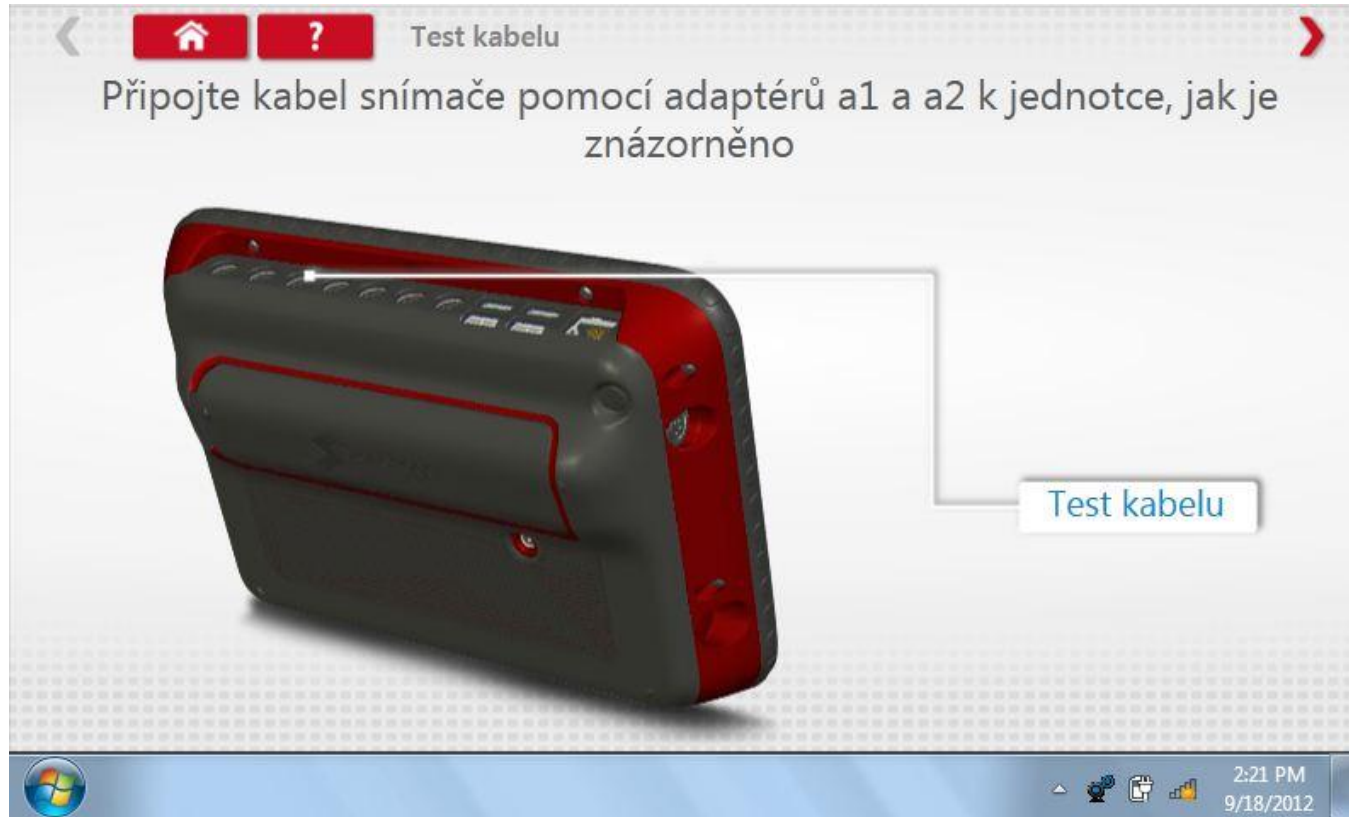 ? Test kabelu
Připojte kabel snímače pomocí adaptérů a1 a a2 k jednotce, jak je
znázorněno
Test kabelu
2:21 PM
9/18/2012